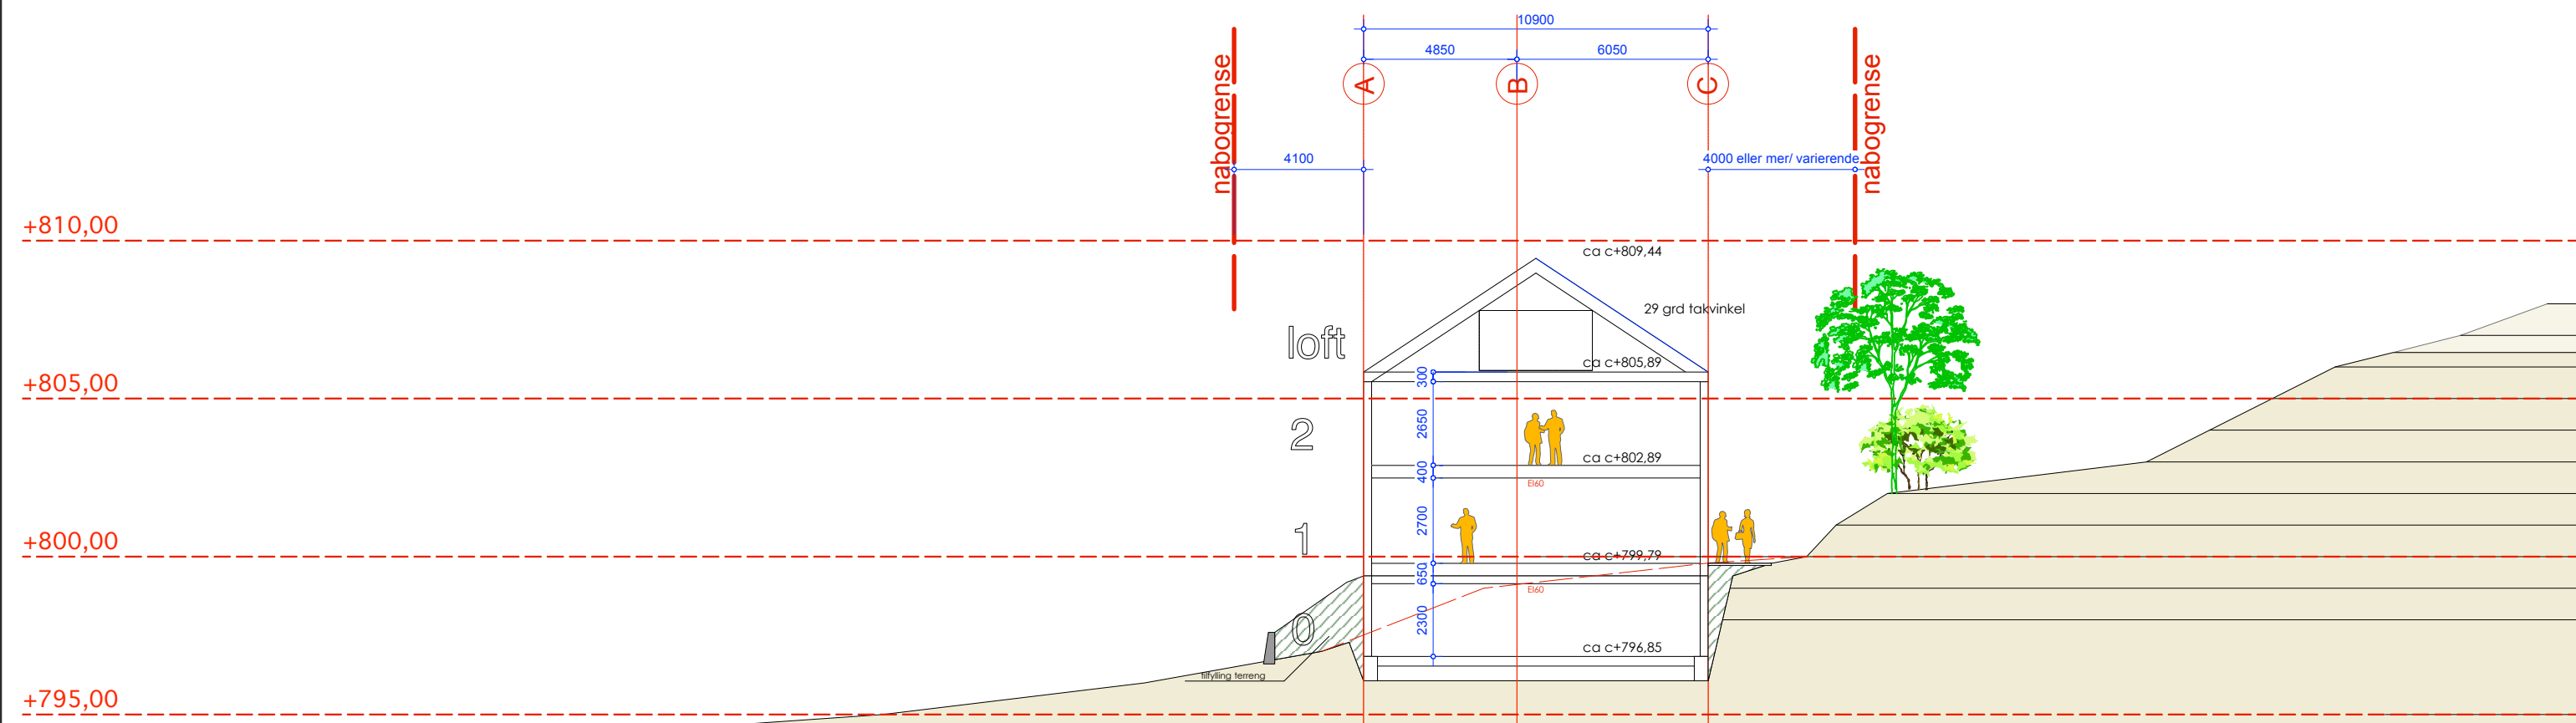 10900
4850
6050
nabogrense
A
B
C
nabogrense
4100
4000 eller mer/ varierende
+810,00
ca c+809,44
29 grd takvinkel
loft
ca c+805,89
300
+805,00
2
2650
ca c+802,89
400
EI60
1
2700
+800,00
ca c+799,79
650
EI60
0
2300
ca c+796,85
tilfylling terreng
+795,00